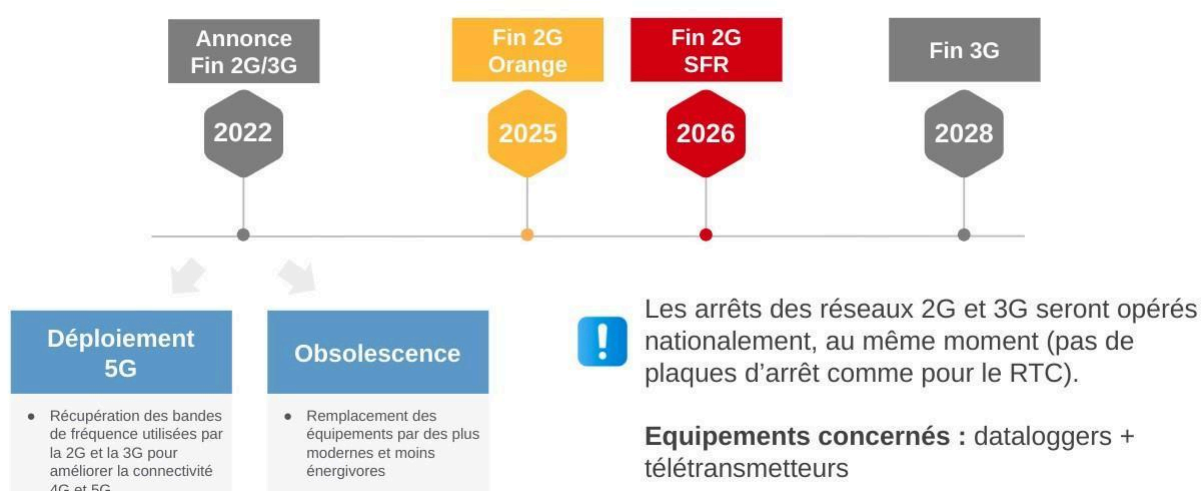 Annonce
Fin 2G/3G
Fin 2G
Orange
Fin 2G
SFR
Fin 3G
2022
2025
2026
2028
Déploiement
5G
● Récupération des bandes
de fréquence utilisées par
la 2G et la 3G pour
améliorer la connectivité
4G et 5G
Obsolescence
● Remplacement des
équipements par des plus
modernes et moins
énergivores
!
Les arrêts des réseaux 2G et 3G seront opérés
nationalement, au même moment (pas de
plaques d’arrêt comme pour le RTC).
Equipements concernés : dataloggers +
télétransmetteurs